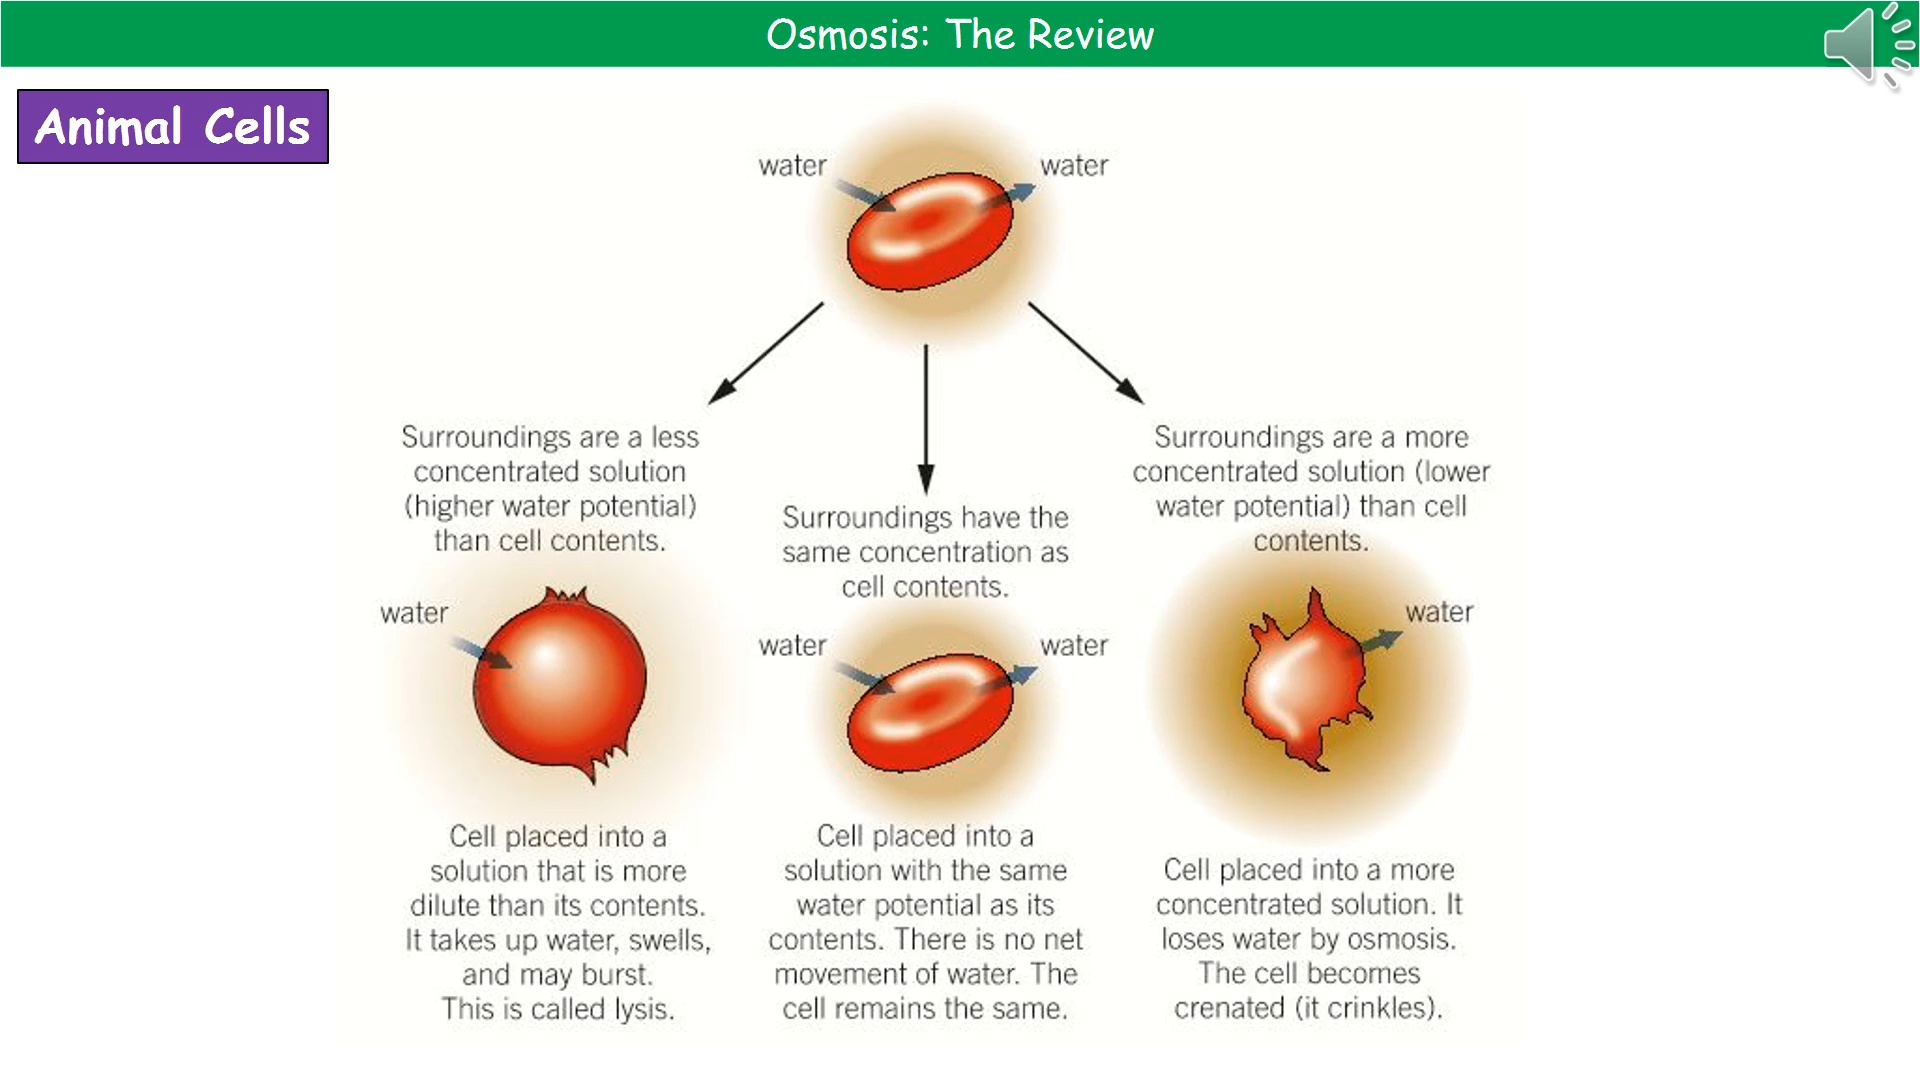 Osmosis: The Review
Animal Cells
water
water
Surroundings are a less
concentrated solution
(higher water potential)
than cell contents.
Surroundings have the
same concentration as
cell contents.
Surroundings are a more
concentrated solution (lower
water potential) than cell
contents.
water
water
water
water
Cell placed into a
solution that is more
dilute than its contents.
It takes up water, swells,
and may burst.
This is called lysis.
Cell placed into a
solution with the same
water potential as its
contents. There is no net
movement of water. The
cell remains the same.
Cell placed into a more
concentrated solution. It
loses water by osmosis.
The cell becomes
crenated (it crinkles).